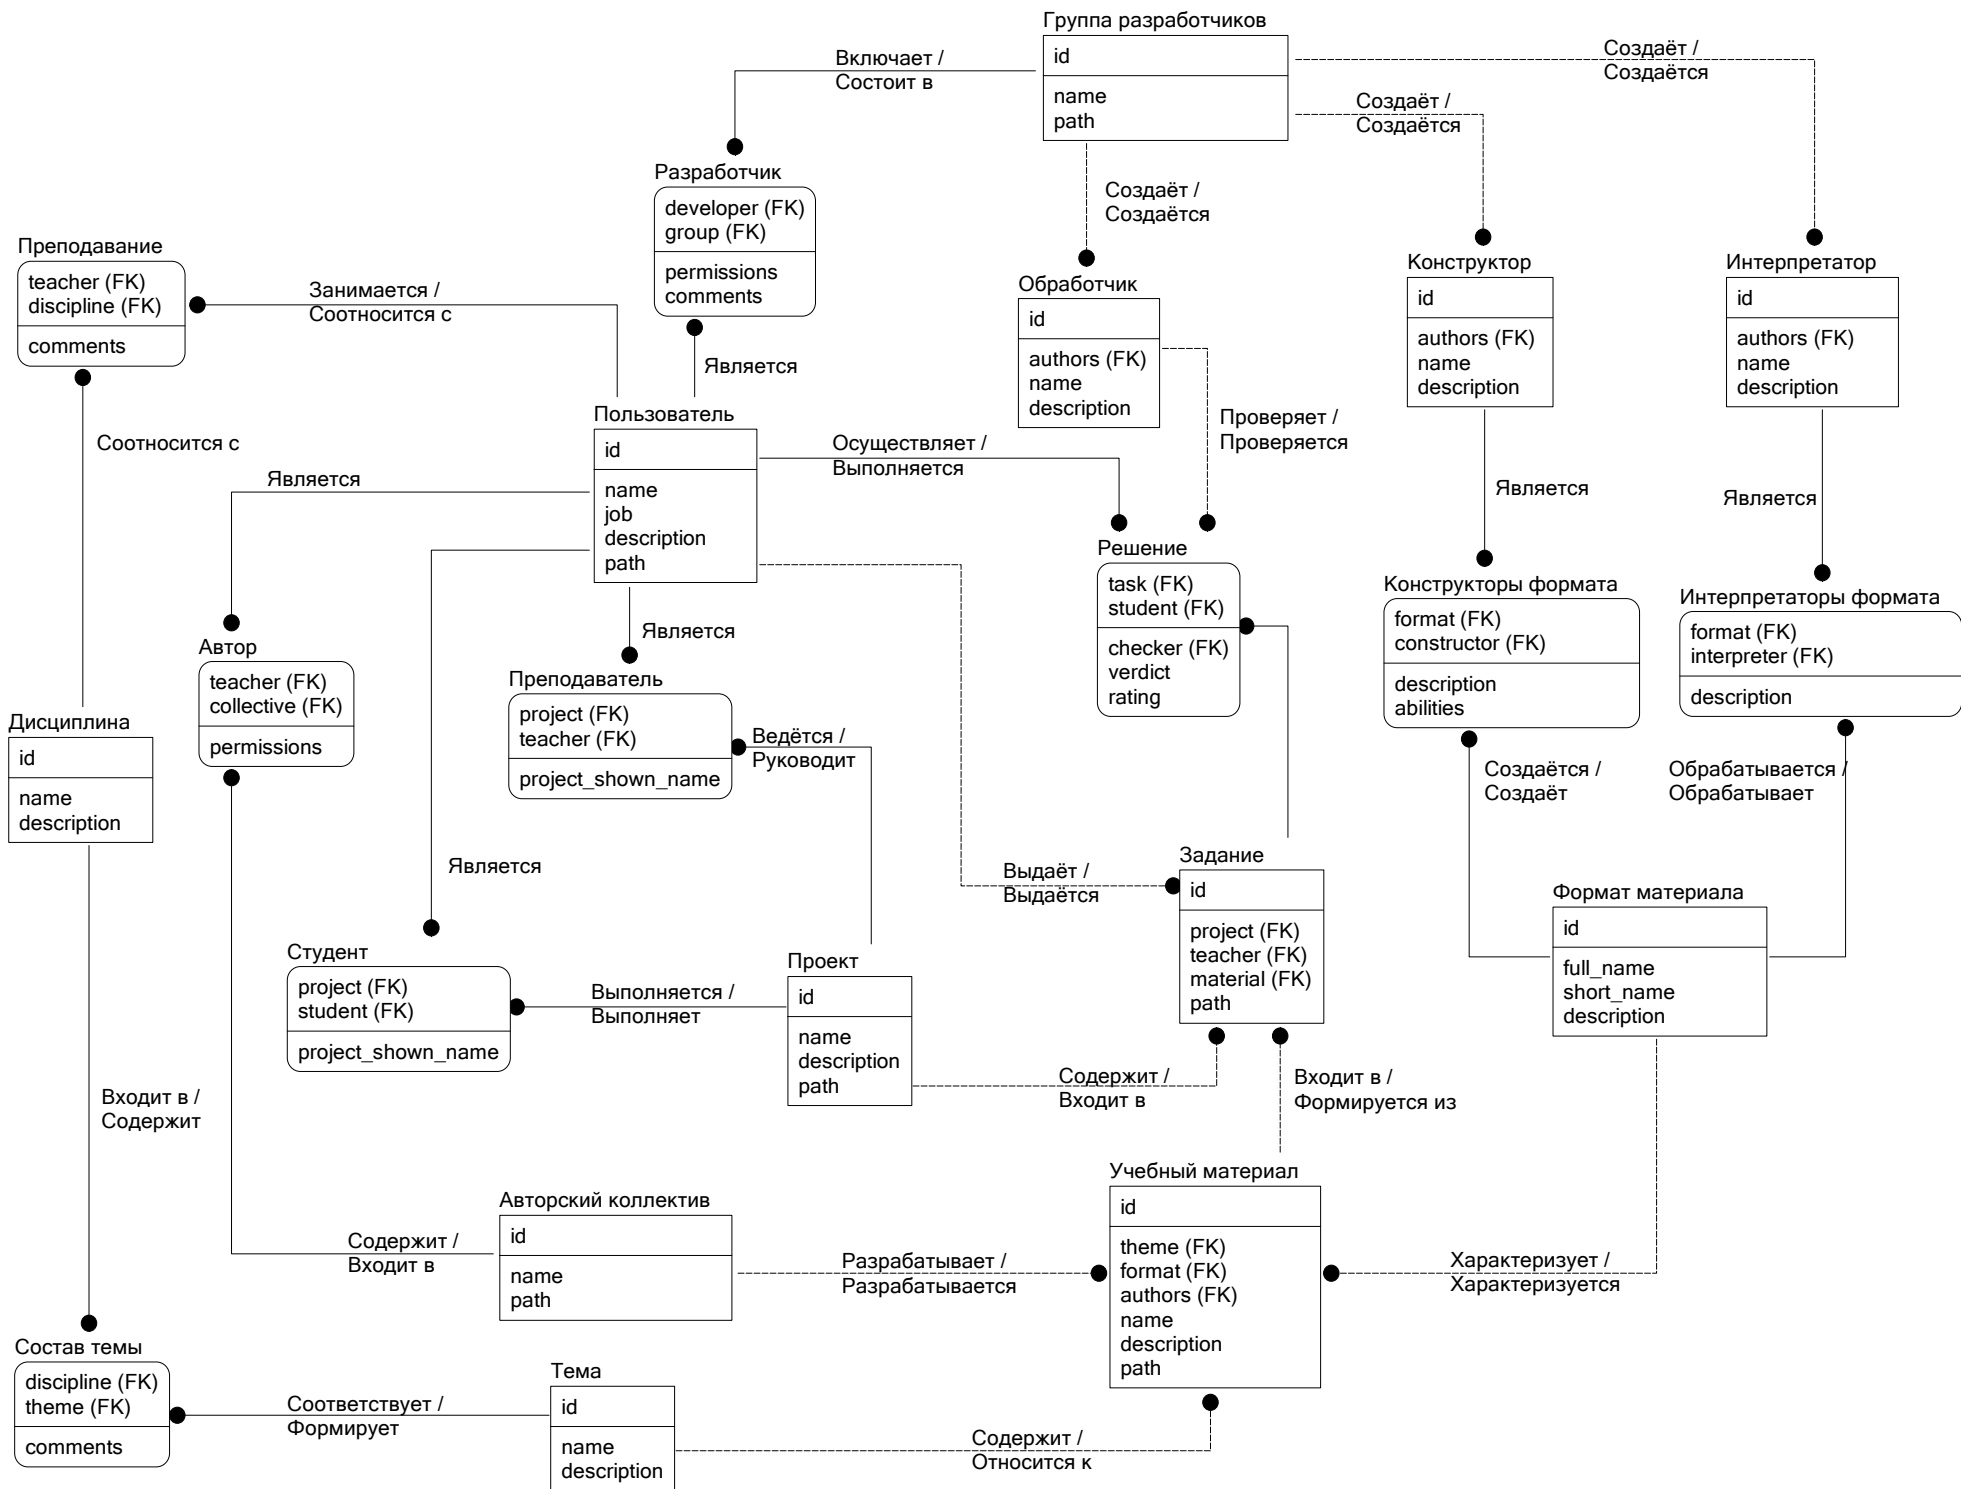 Группа разработчиков
id
name
path
Включает /
Состоит в
Создаёт /
Создаётся
Создаёт /
Создаётся
Создаёт /
Создаётся
Разработчик
developer (FK)
group (FK)
permissions
comments
Преподавание
teacher (FK)
discipline (FK)
comments
Занимается /
Соотносится с
Является
Обработчик
id
authors (FK)
name
description
Конструктор
id
authors (FK)
name
description
Интерпретатор
id
authors (FK)
name
description
Соотносится с
Является
Пользователь
id
name
job
description
path
Осуществляет /
Выполняется
Проверяет /
Проверяется
Является
Является
Решение
task (FK)
student (FK)
checker (FK)
verdict
rating
Конструкторы формата
format (FK)
constructor (FK)
description
abilities
Интерпретаторы формата
format (FK)
interpreter (FK)
description
Автор
teacher (FK)
collective (FK)
permissions
Является
Преподаватель
project (FK)
teacher (FK)
project_shown_name
Ведётся /
Руководит
Дисциплина
id
name
description
Создаётся /
Создаёт
Обрабатывается /
Обрабатывает
Является
Выдаёт /
Выдаётся
Задание
id
project (FK)
teacher (FK)
material (FK)
path
Формат материала
id
full_name
short_name
description
Студент
project (FK)
student (FK)
project_shown_name
Выполняется /
Выполняет
Проект
id
name
description
path
Содержит /
Входит в
Входит в /
Формируется из
Входит в /
Содержит
Авторский коллектив
id
name
path
Содержит /
Входит в
Разрабатывает /
Разрабатывается
Учебный материал
id
theme (FK)
format (FK)
authors (FK)
name
description
path
Характеризует /
Характеризуется
Состав темы
discipline (FK)
theme (FK)
comments
Соответствует /
Формирует
Тема
id
name
description
Содержит /
Относится к